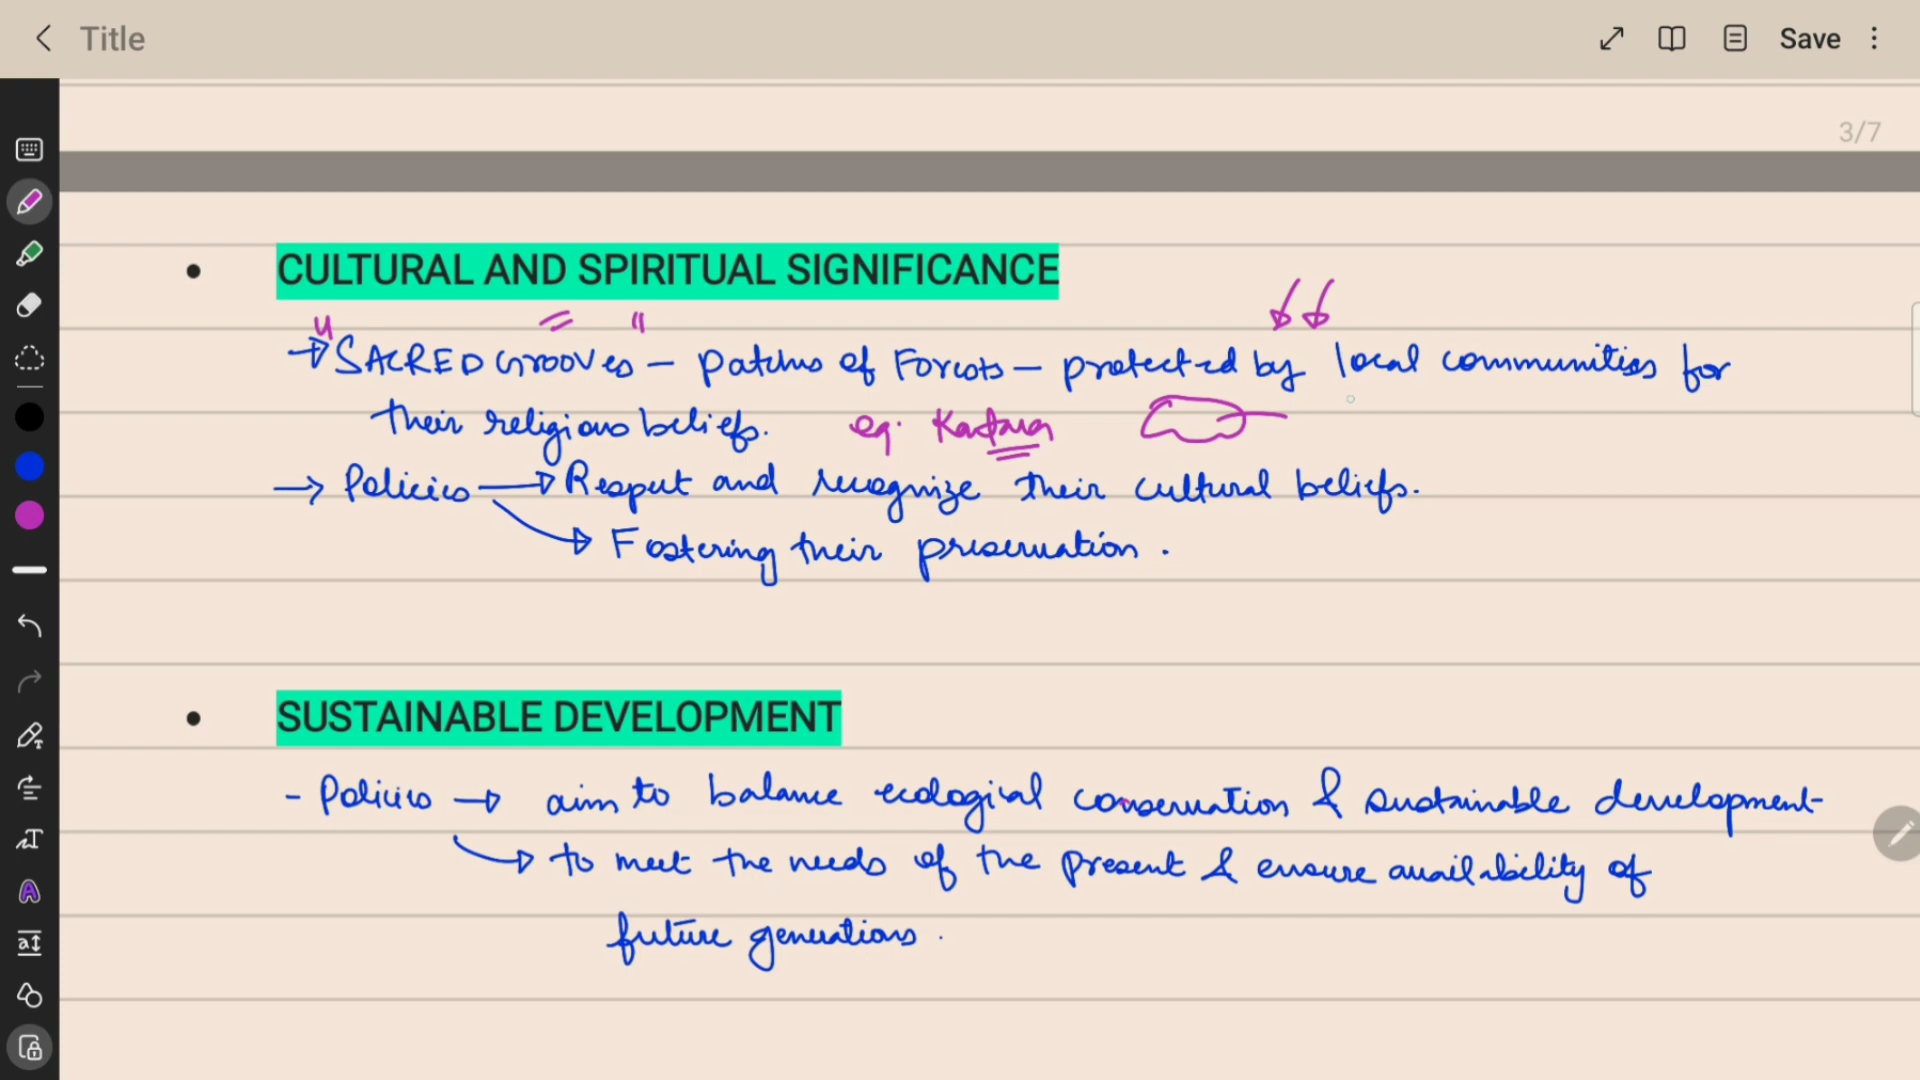 Title
Save
3/7
• CULTURAL AND SPIRITUAL SIGNIFICANCE
→ SACRED Grooves – patches of Forests – protected by local communities for
their religious beliefs. eg.
→ Policies → Respect and recognize their cultural beliefs.
→ Fostering their preservation.
• SUSTAINABLE DEVELOPMENT
- Policies → aim to balance ecological conservation & sustainable development
→ to meet the needs of the present & ensure availability of
future generations.